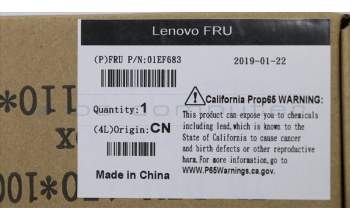 Lenovo FRU
(P)FRU P/N:01EF683
2019-01-22
Quantity: 1
(4L)Origin: CN
Made in China
California Prop65 WARNING:
This product can expose you to chemicals
including lead,which is known to the
State of California to cause cancer
and birth defects or other reproductive
harm.For more information go to
www.P65Warnings.ca.gov.